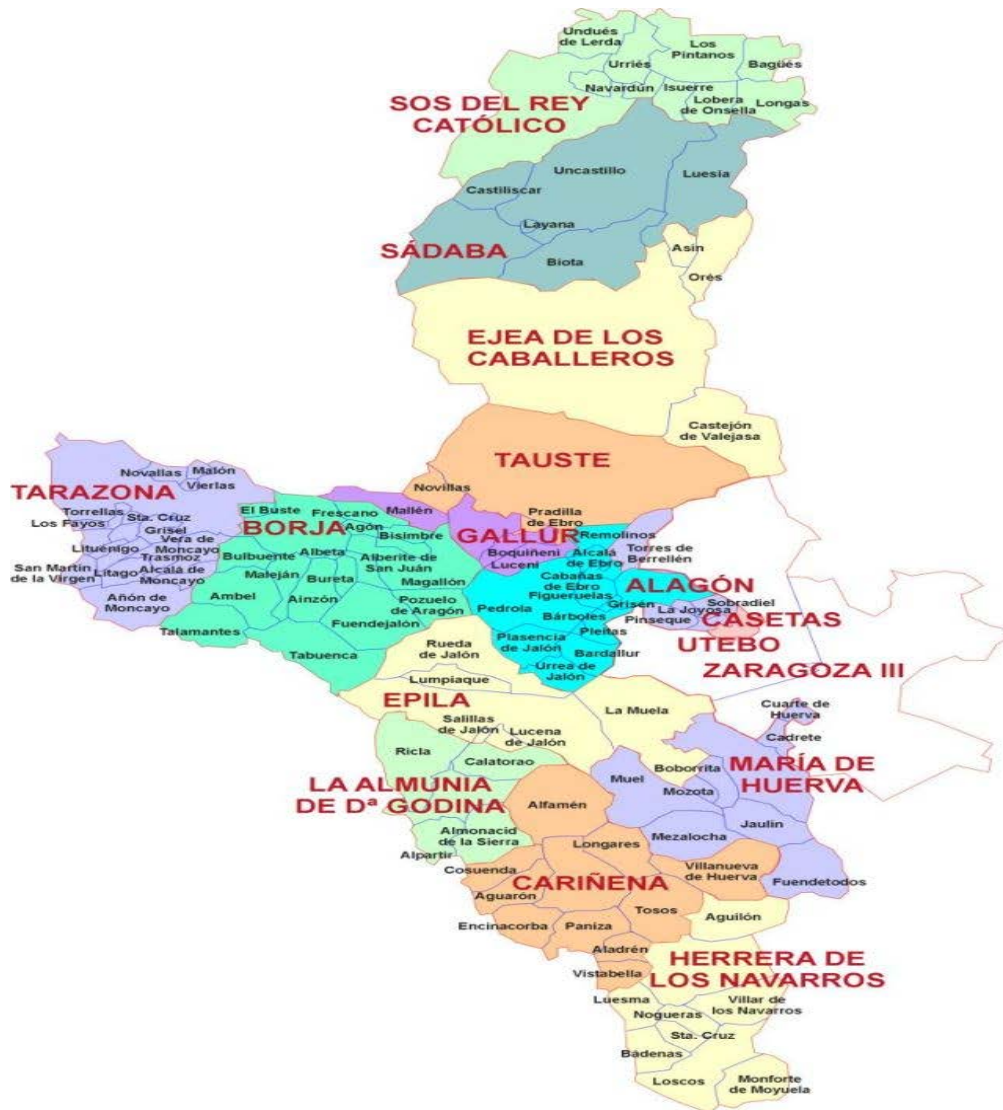 Undués
de Lerda
Los
Pintanos
Urriés
Bagüés
Navardún
Isuerre
SOS DEL REY
CATÓLICO
Lobera
de Onsella
Longas
Uncastillo
Luesia
Castiliscar
Layana
SÁDABA
Biota
Asin
Orés
EJEA DE LOS
CABALLEROS
Castejón
de Valejasa
TAUSTE
Novallas
Malón
Vierlas
TARAZONA
Novillas
Torrellas
Sta. Cruz
Los Fayos
Grisel
El Buste
Frescano
Mallén
BORJA
Agón
Bisimbre
Pradilla
de Ebro
GALLUR
Remolinos
Vera de
Moncayo
Lituénigo
Trasmoz
San Martin
de la Virgen
Litago
Alcalá de
Moncayo
Añón de
Moncayo
Bulbuente
Albeta
Alberite de
San Juán
Maleján
Bureta
Magallón
Ambel
Ainzón
Pozuelo
de Aragón
Fuendejalón
Talamantes
Tabuenca
Boquiñeni
Luceni
Alcalá
de Ebro
Torres de
Berrellén
Cabañas
de Ebro
ALAGÓN
Figueruelas
Pedrola
Grisén
Sobradiel
La Joyosa
Bárboles
Pinseque
CASETAS
Pleitas
UTEBO
Plasencia
de Jalón
Bardallur
Urrea de
Jalón
ZARAGOZA III
Rueda
de Jalón
Lumpiaque
EPILA
La Muela
Salillas
de Jalón
Lucena
de Jalón
Cuarte de
Huerva
Cadrete
Ricla
Calatorao
MARÍA DE
HUERVA
Boborrita
Muel
Mozota
LA ALMUNIA
DE Dª GODINA
Alfamén
Jaulín
Mezalocha
Almonacid
de la Sierra
Alpartir
Longares
Cosuenda
Villanueva
de Huerva
CARIÑENA
Fuendetodos
Aguarón
Tosos
Aguilón
Encinacorba
Paniza
Aladrén
HERRERA DE
LOS NAVARROS
Vistabella
Luesma
Villar de
los Navarros
Nogueras
Sta. Cruz
Bádenas
Loscos
Monforte
de Moyuela